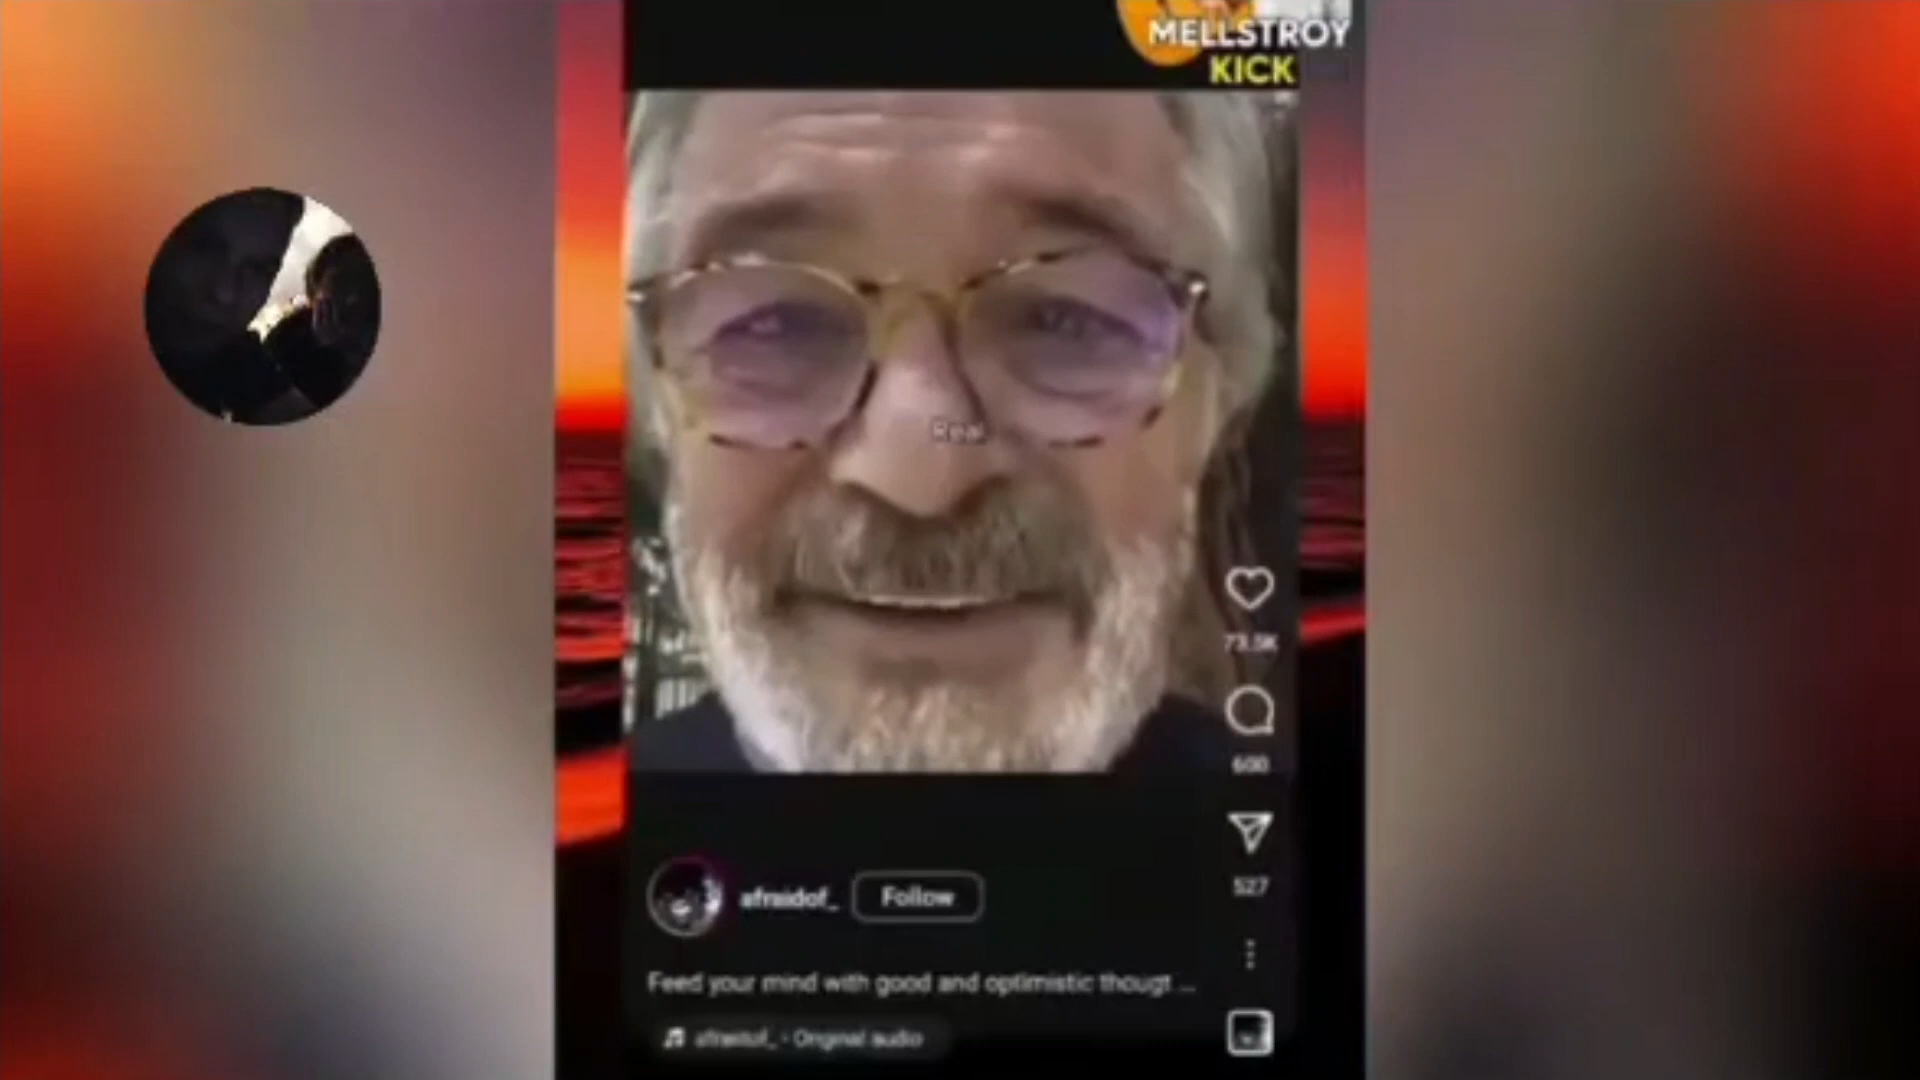 MELLSTROY
KICK
73.5K
600
527
afraidof_
Follow
Feed your mind with good and optimistic thougt ...
afraidof_ • Original audio